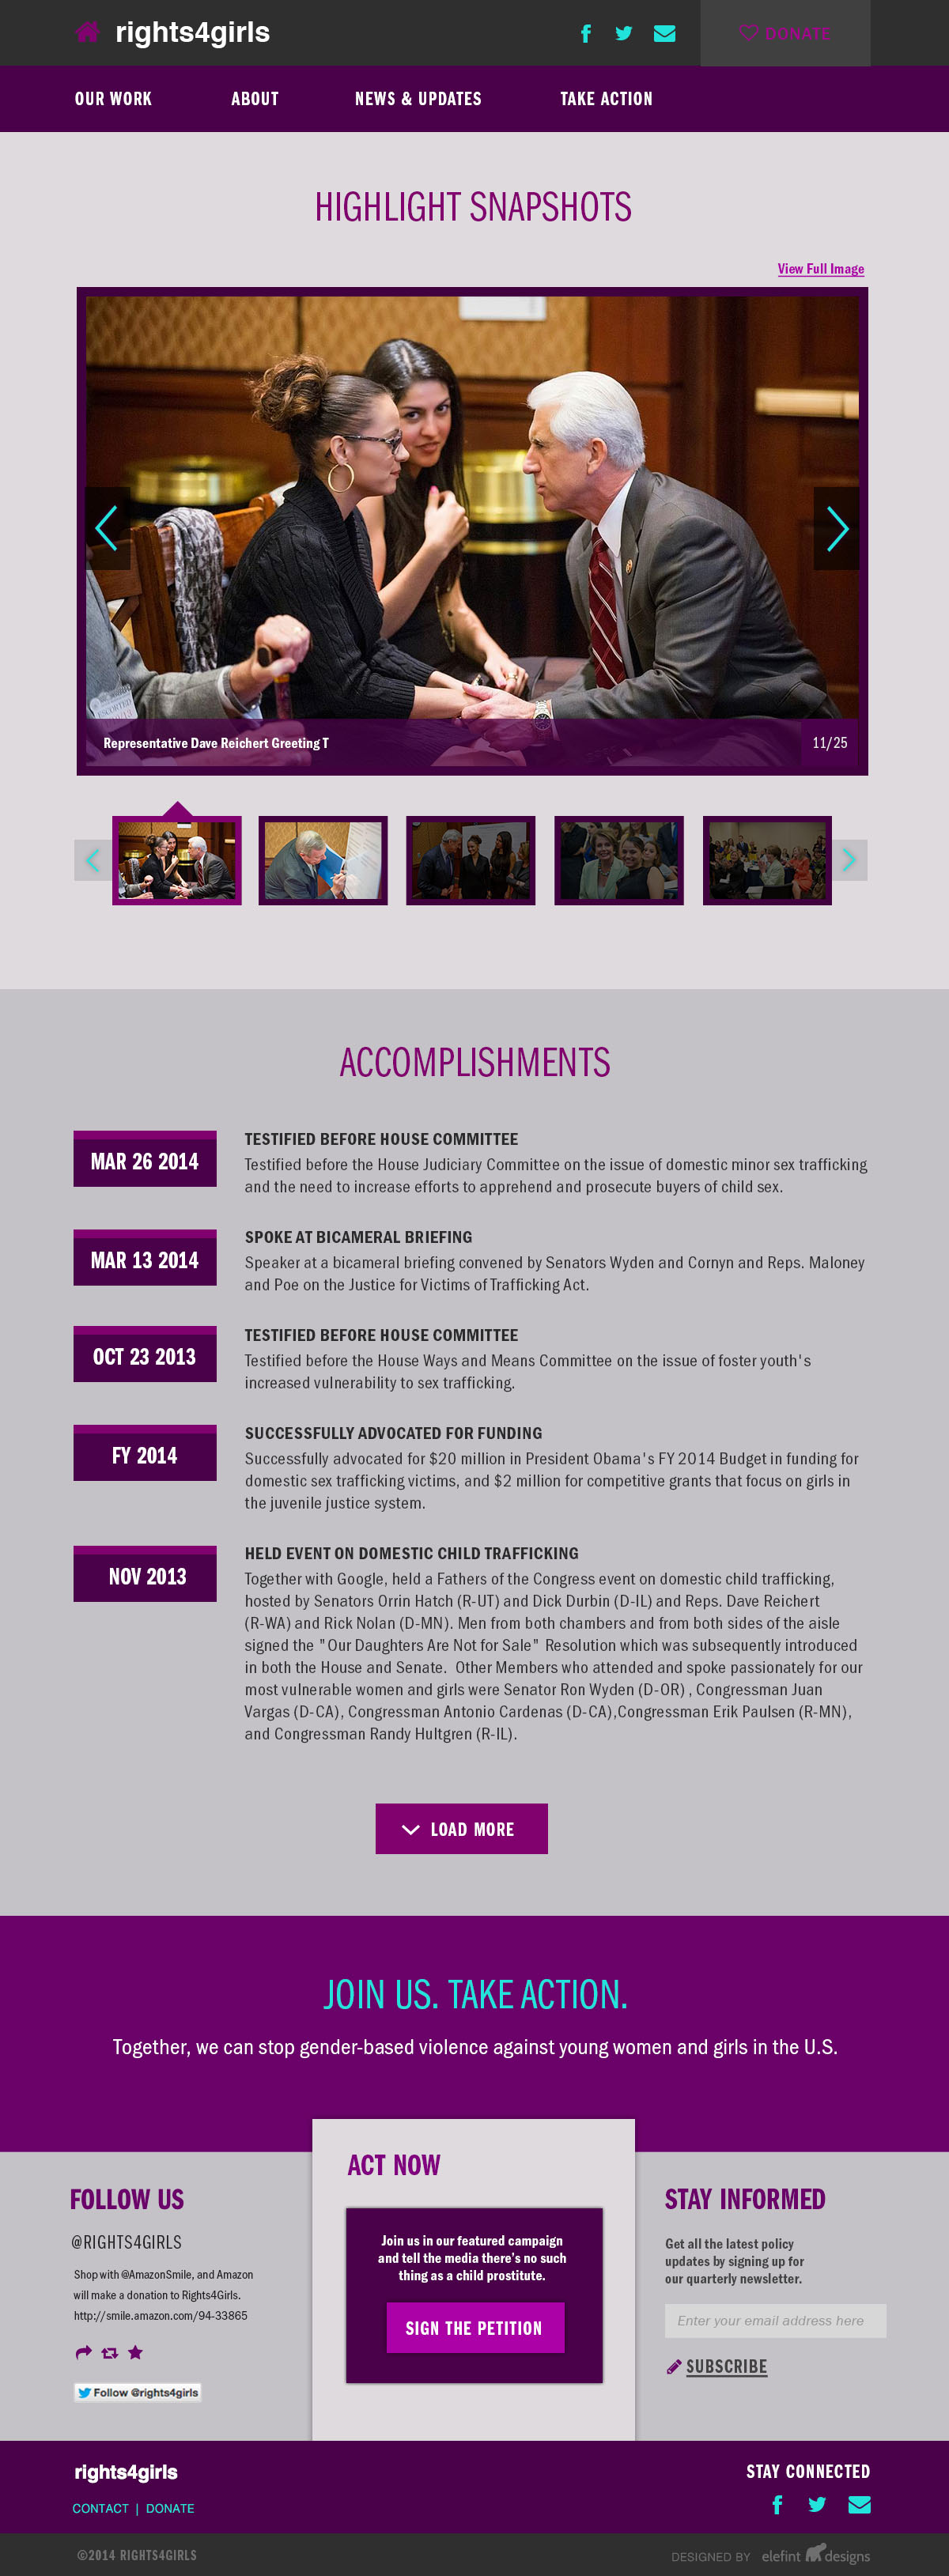 rights4girls
DONATE
OUR WORK ABOUT NEWS & UPDATES TAKE ACTION
HIGHLIGHT SNAPSHOTS
View Full Image
ESCORTED
Representative Dave Reichert Greeting T
11/25
ACCOMPLISHMENTS
MAR 26 2014
TESTIFIED BEFORE HOUSE COMMITTEE
Testified before the House Judiciary Committee on the issue of domestic minor sex trafficking
and the need to increase efforts to apprehend and prosecute buyers of child sex.
MAR 13 2014
SPOKE AT BICAMERAL BRIEFING
Speaker at a bicameral briefing convened by Senators Wyden and Cornyn and Reps. Maloney
and Poe on the Justice for Victims of Trafficking Act.
OCT 23 2013
TESTIFIED BEFORE HOUSE COMMITTEE
Testified before the House Ways and Means Committee on the issue of foster youth's
increased vulnerability to sex trafficking.
FY 2014
SUCCESSFULLY ADVOCATED FOR FUNDING
Successfully advocated for $20 million in President Obama's FY 2014 Budget in funding for
domestic sex trafficking victims, and $2 million for competitive grants that focus on girls in
the juvenile justice system.
NOV 2013
HELD EVENT ON DOMESTIC CHILD TRAFFICKING
Together with Google, held a Fathers of the Congress event on domestic child trafficking,
hosted by Senators Orrin Hatch (R-UT) and Dick Durbin (D-IL) and Reps. Dave Reichert
(R-WA) and Rick Nolan (D-MN). Men from both chambers and from both sides of the aisle
signed the "Our Daughters Are Not for Sale" Resolution which was subsequently introduced
in both the House and Senate. Other Members who attended and spoke passionately for our
most vulnerable women and girls were Senator Ron Wyden (D-OR) , Congressman Juan
Vargas (D-CA), Congressman Antonio Cardenas (D-CA),Congressman Erik Paulsen (R-MN),
and Congressman Randy Hultgren (R-IL).
LOAD MORE
JOIN US. TAKE ACTION.
Together, we can stop gender-based violence against young women and girls in the U.S.
FOLLOW US
@RIGHTS4GIRLS
Shop with @AmazonSmile, and Amazon
will make a donation to Rights4Girls.
http://smile.amazon.com/94-33865
Follow @rights4girls
ACT NOW
Join us in our featured campaign
and tell the media there's no such
thing as a child prostitute.
SIGN THE PETITION
STAY INFORMED
Get all the latest policy
updates by signing up for
our quarterly newsletter.
Enter your email address here
SUBSCRIBE
rights4girls
CONTACT | DONATE
STAY CONNECTED
©2014 RIGHTS4GIRLS
DESIGNED BY elefint designs